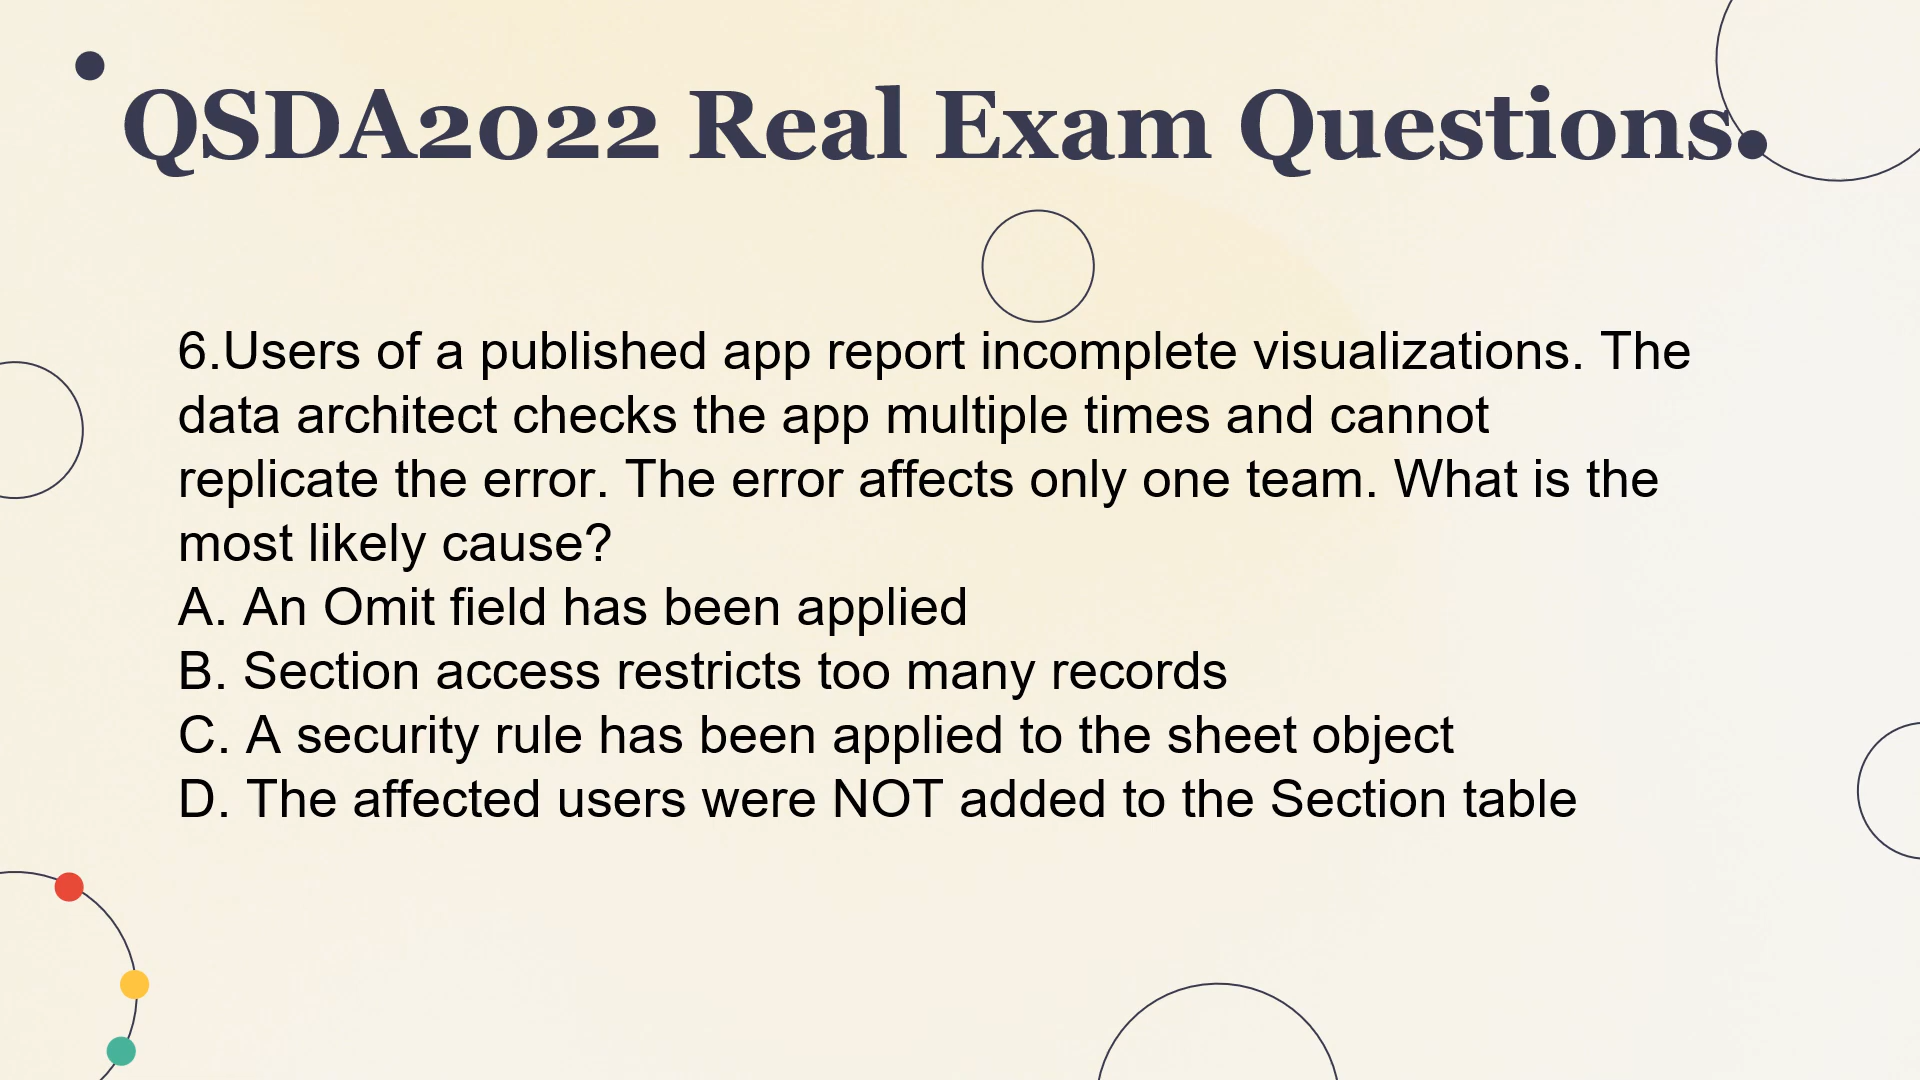 QSDA2022 Real Exam Questions.
6.Users of a published app report incomplete visualizations. The
data architect checks the app multiple times and cannot
replicate the error. The error affects only one team. What is the
most likely cause?
A. An Omit field has been applied
B. Section access restricts too many records
C. A security rule has been applied to the sheet object
D. The affected users were NOT added to the Section table